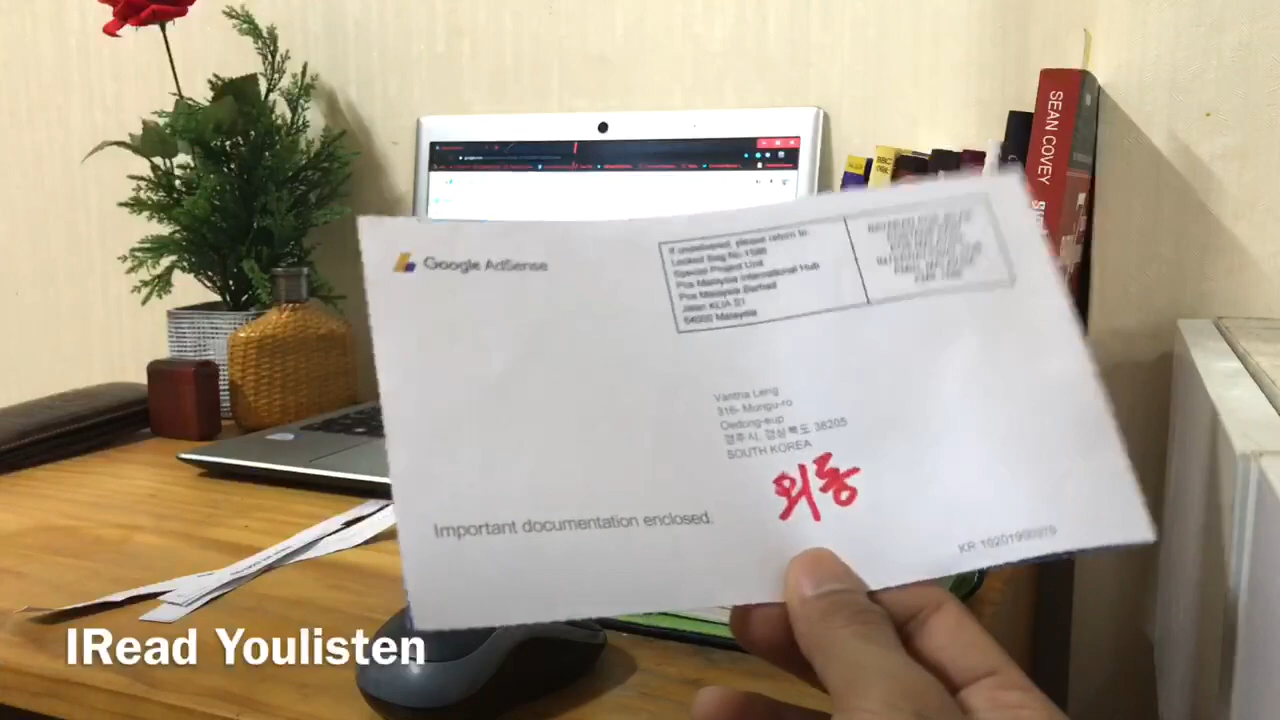 SEAN COVEY
BBC
Google AdSense
If undelivered, please return to:
Locked Bag No. 1586
Special Project Unit
Pos Malaysia International Hub
Pos Malaysia Berhad
Jalan KLIA S1
64000 Malaysia
Vantha Leng
316- Mungu-ro
Oedong-eup
경주시, 경상북도 38205
SOUTH KOREA
외동
Important documentation enclosed.
IRead Youlisten